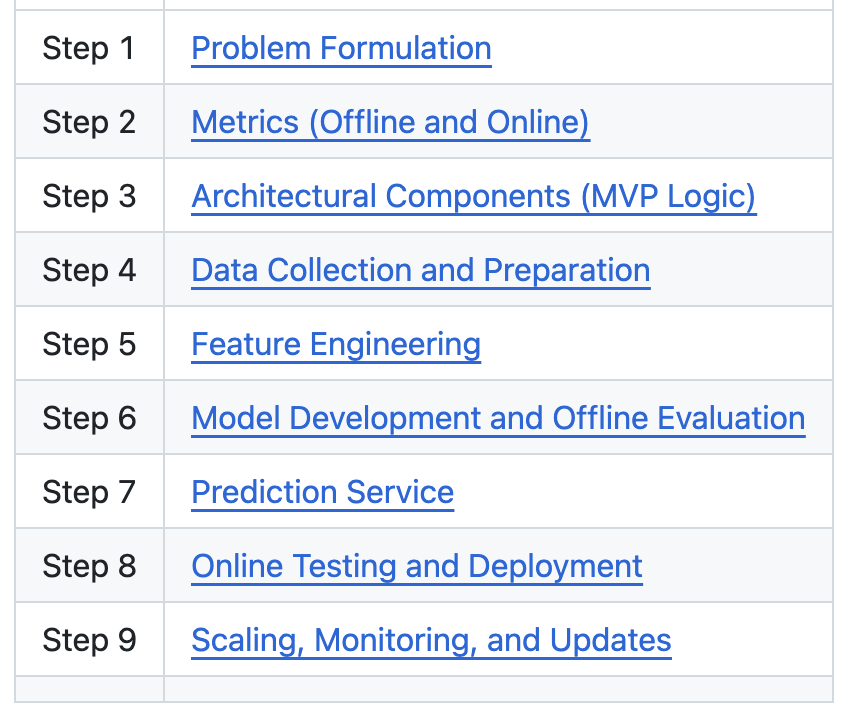 Step 1 Problem Formulation
Step 2 Metrics (Offline and Online)
Step 3 Architectural Components (MVP Logic)
Step 4 Data Collection and Preparation
Step 5 Feature Engineering
Step 6 Model Development and Offline Evaluation
Step 7 Prediction Service
Step 8 Online Testing and Deployment
Step 9 Scaling, Monitoring, and Updates